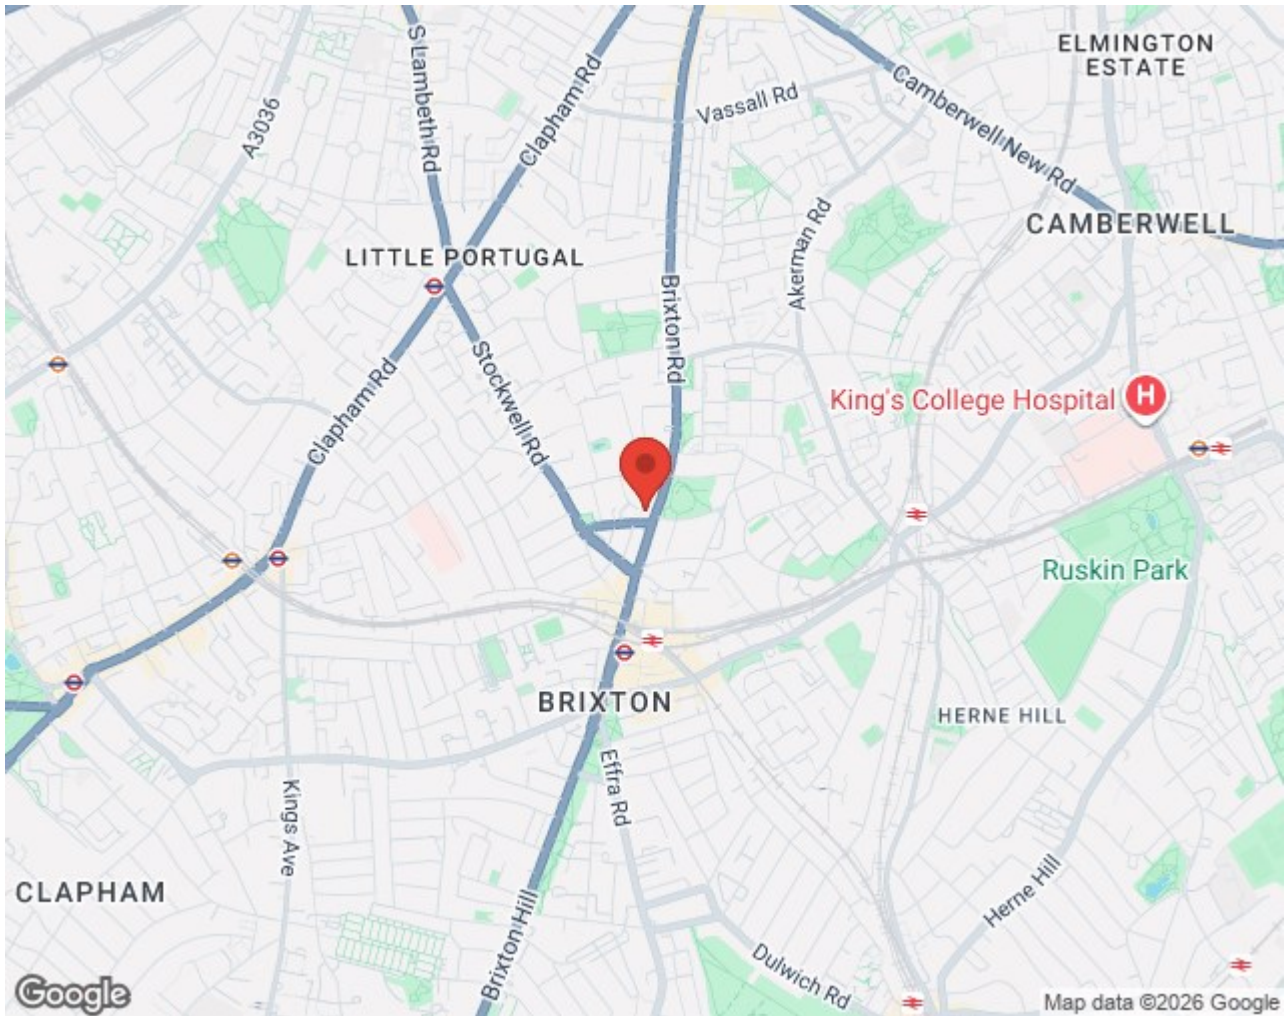 ELMINGTON
ESTATE
S Lambeth Rd
Clapham Rd
A3036
Vassall Rd
Camberwell New Rd
CAMBERWELL
Akerman Rd
LITTLE PORTUGAL
Brixton Rd
Stockwell Rd
Clapham Rd
King's College Hospital
H
Ruskin Park
BRIXTON
HERNE HILL
Effra Rd
Kings Ave
CLAPHAM
Brixton Hill
Herne Hill
Dulwich Rd
Google
Map data ©2026 Google